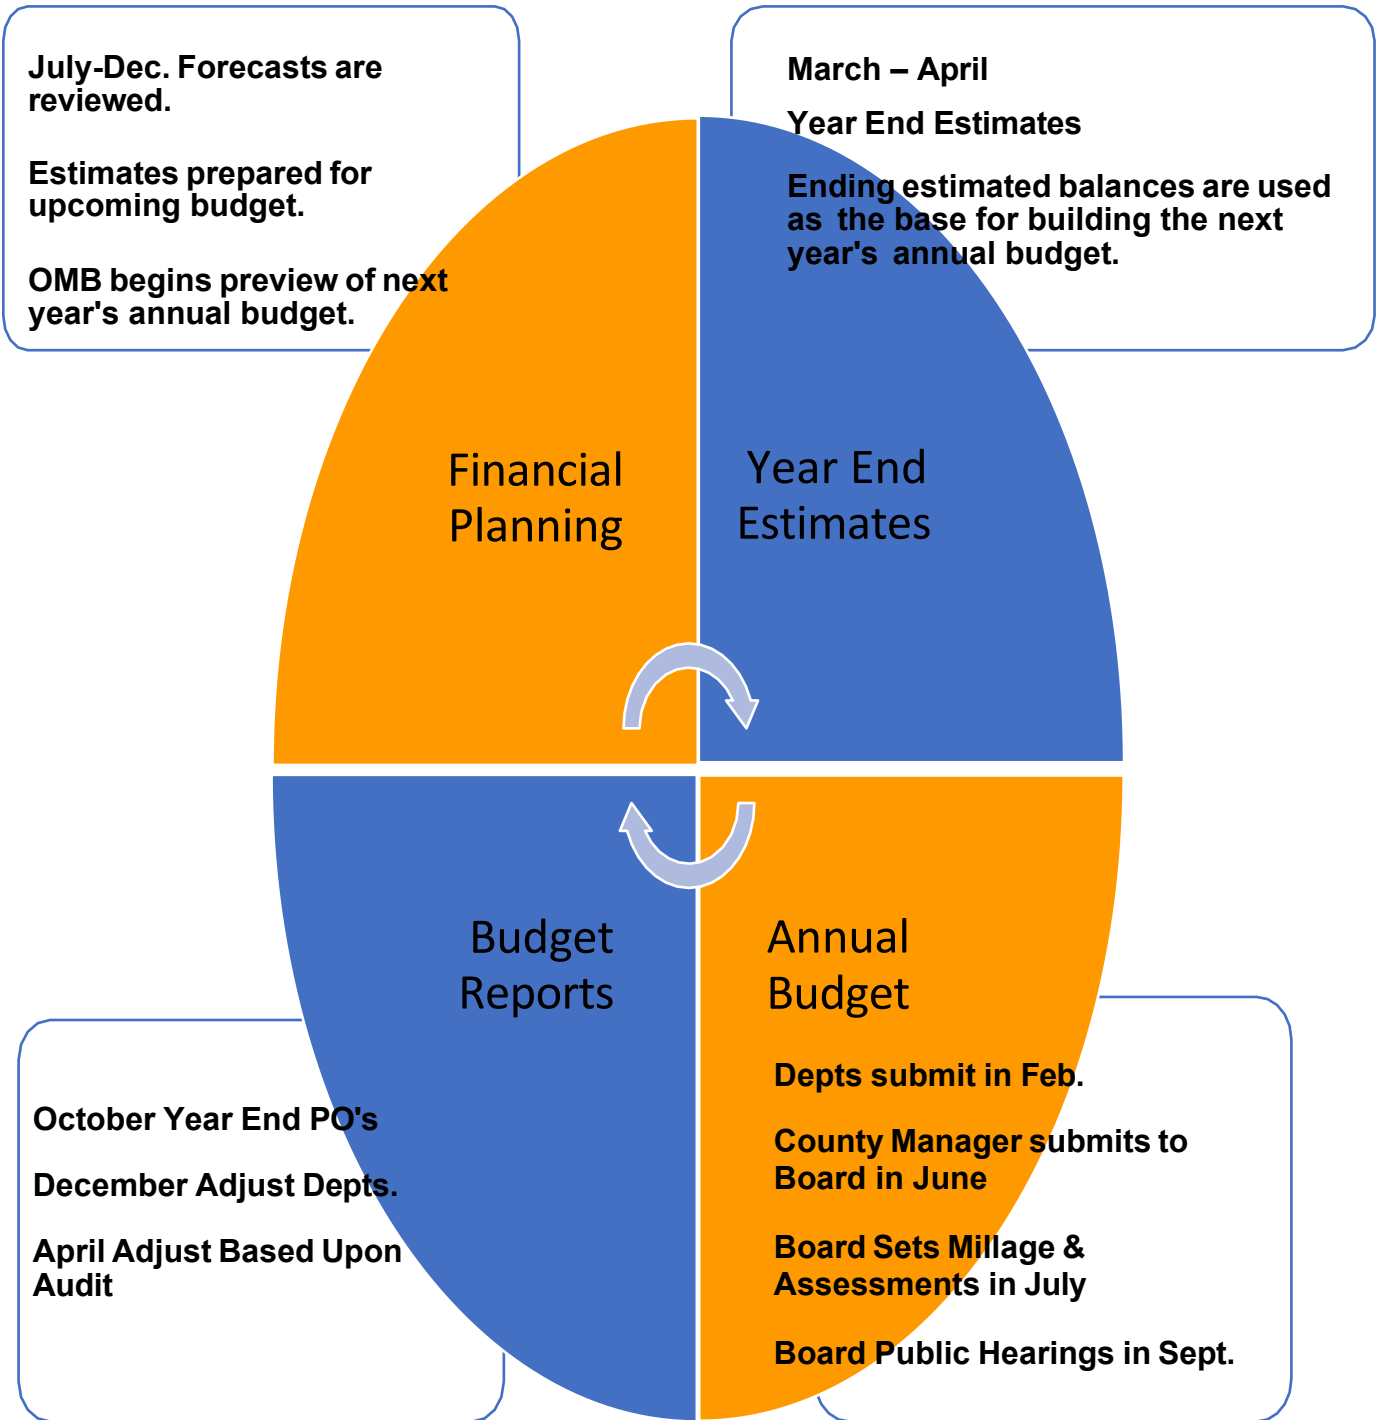 July-Dec. Forecasts are
reviewed.
Estimates prepared for
upcoming budget.
OMB begins preview of next
year's annual budget.
March – April
Year End Estimates
Ending estimated balances are used
as the base for building the next
year's annual budget.
Financial
Planning
Year End
Estimates
Budget
Reports
Annual
Budget
October Year End PO's
December Adjust Depts.
April Adjust Based Upon
Audit
Depts submit in Feb.
County Manager submits to
Board in June
Board Sets Millage &
Assessments in July
Board Public Hearings in Sept.